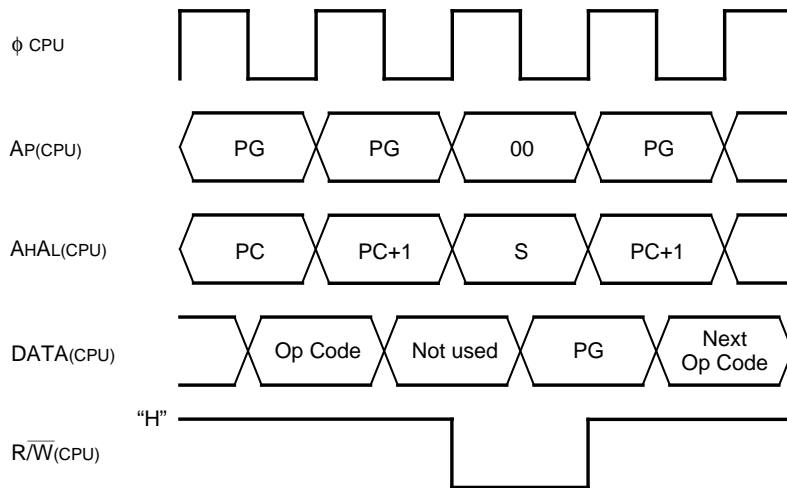 ϕ CPU
AP(CPU) PG PG 00 PG
AHAL(CPU) PC PC+1 S PC+1
DATA(CPU) Op Code Not used PG Next Op Code
“H”
R/W(CPU)